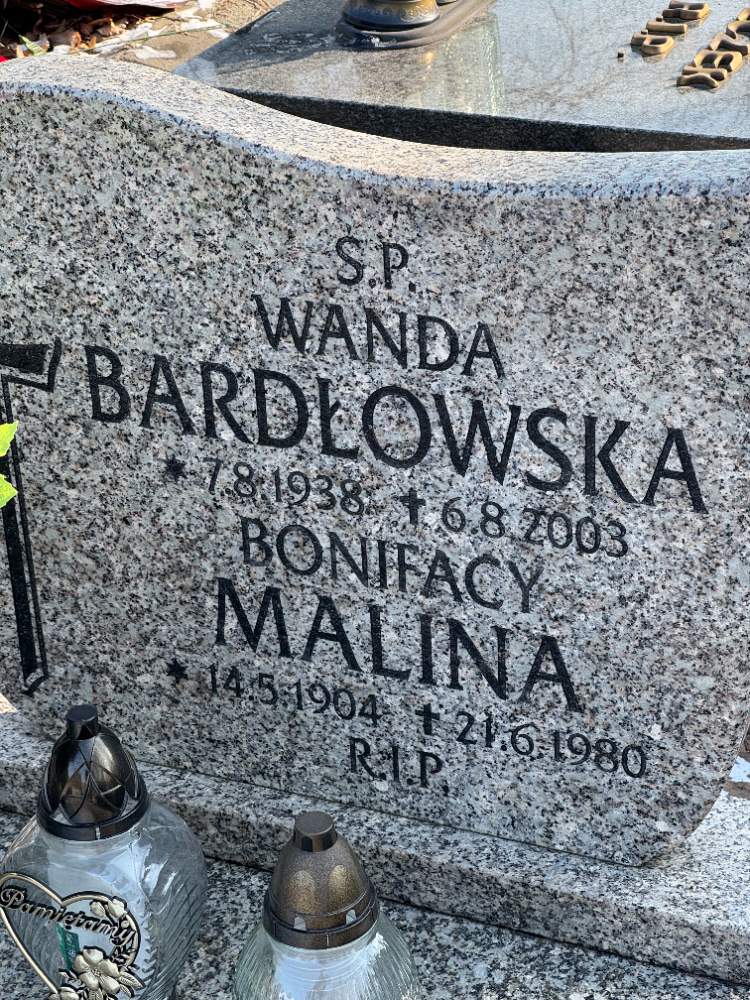 S.P.
WANDA
BARDŁOWSKA
* 7.8.1938 ✝ 6.8.2003
BONIFACY
MALINA
* 14.5.1904 ✝ 21.6.1980
R.I.P.
Pamiętamy